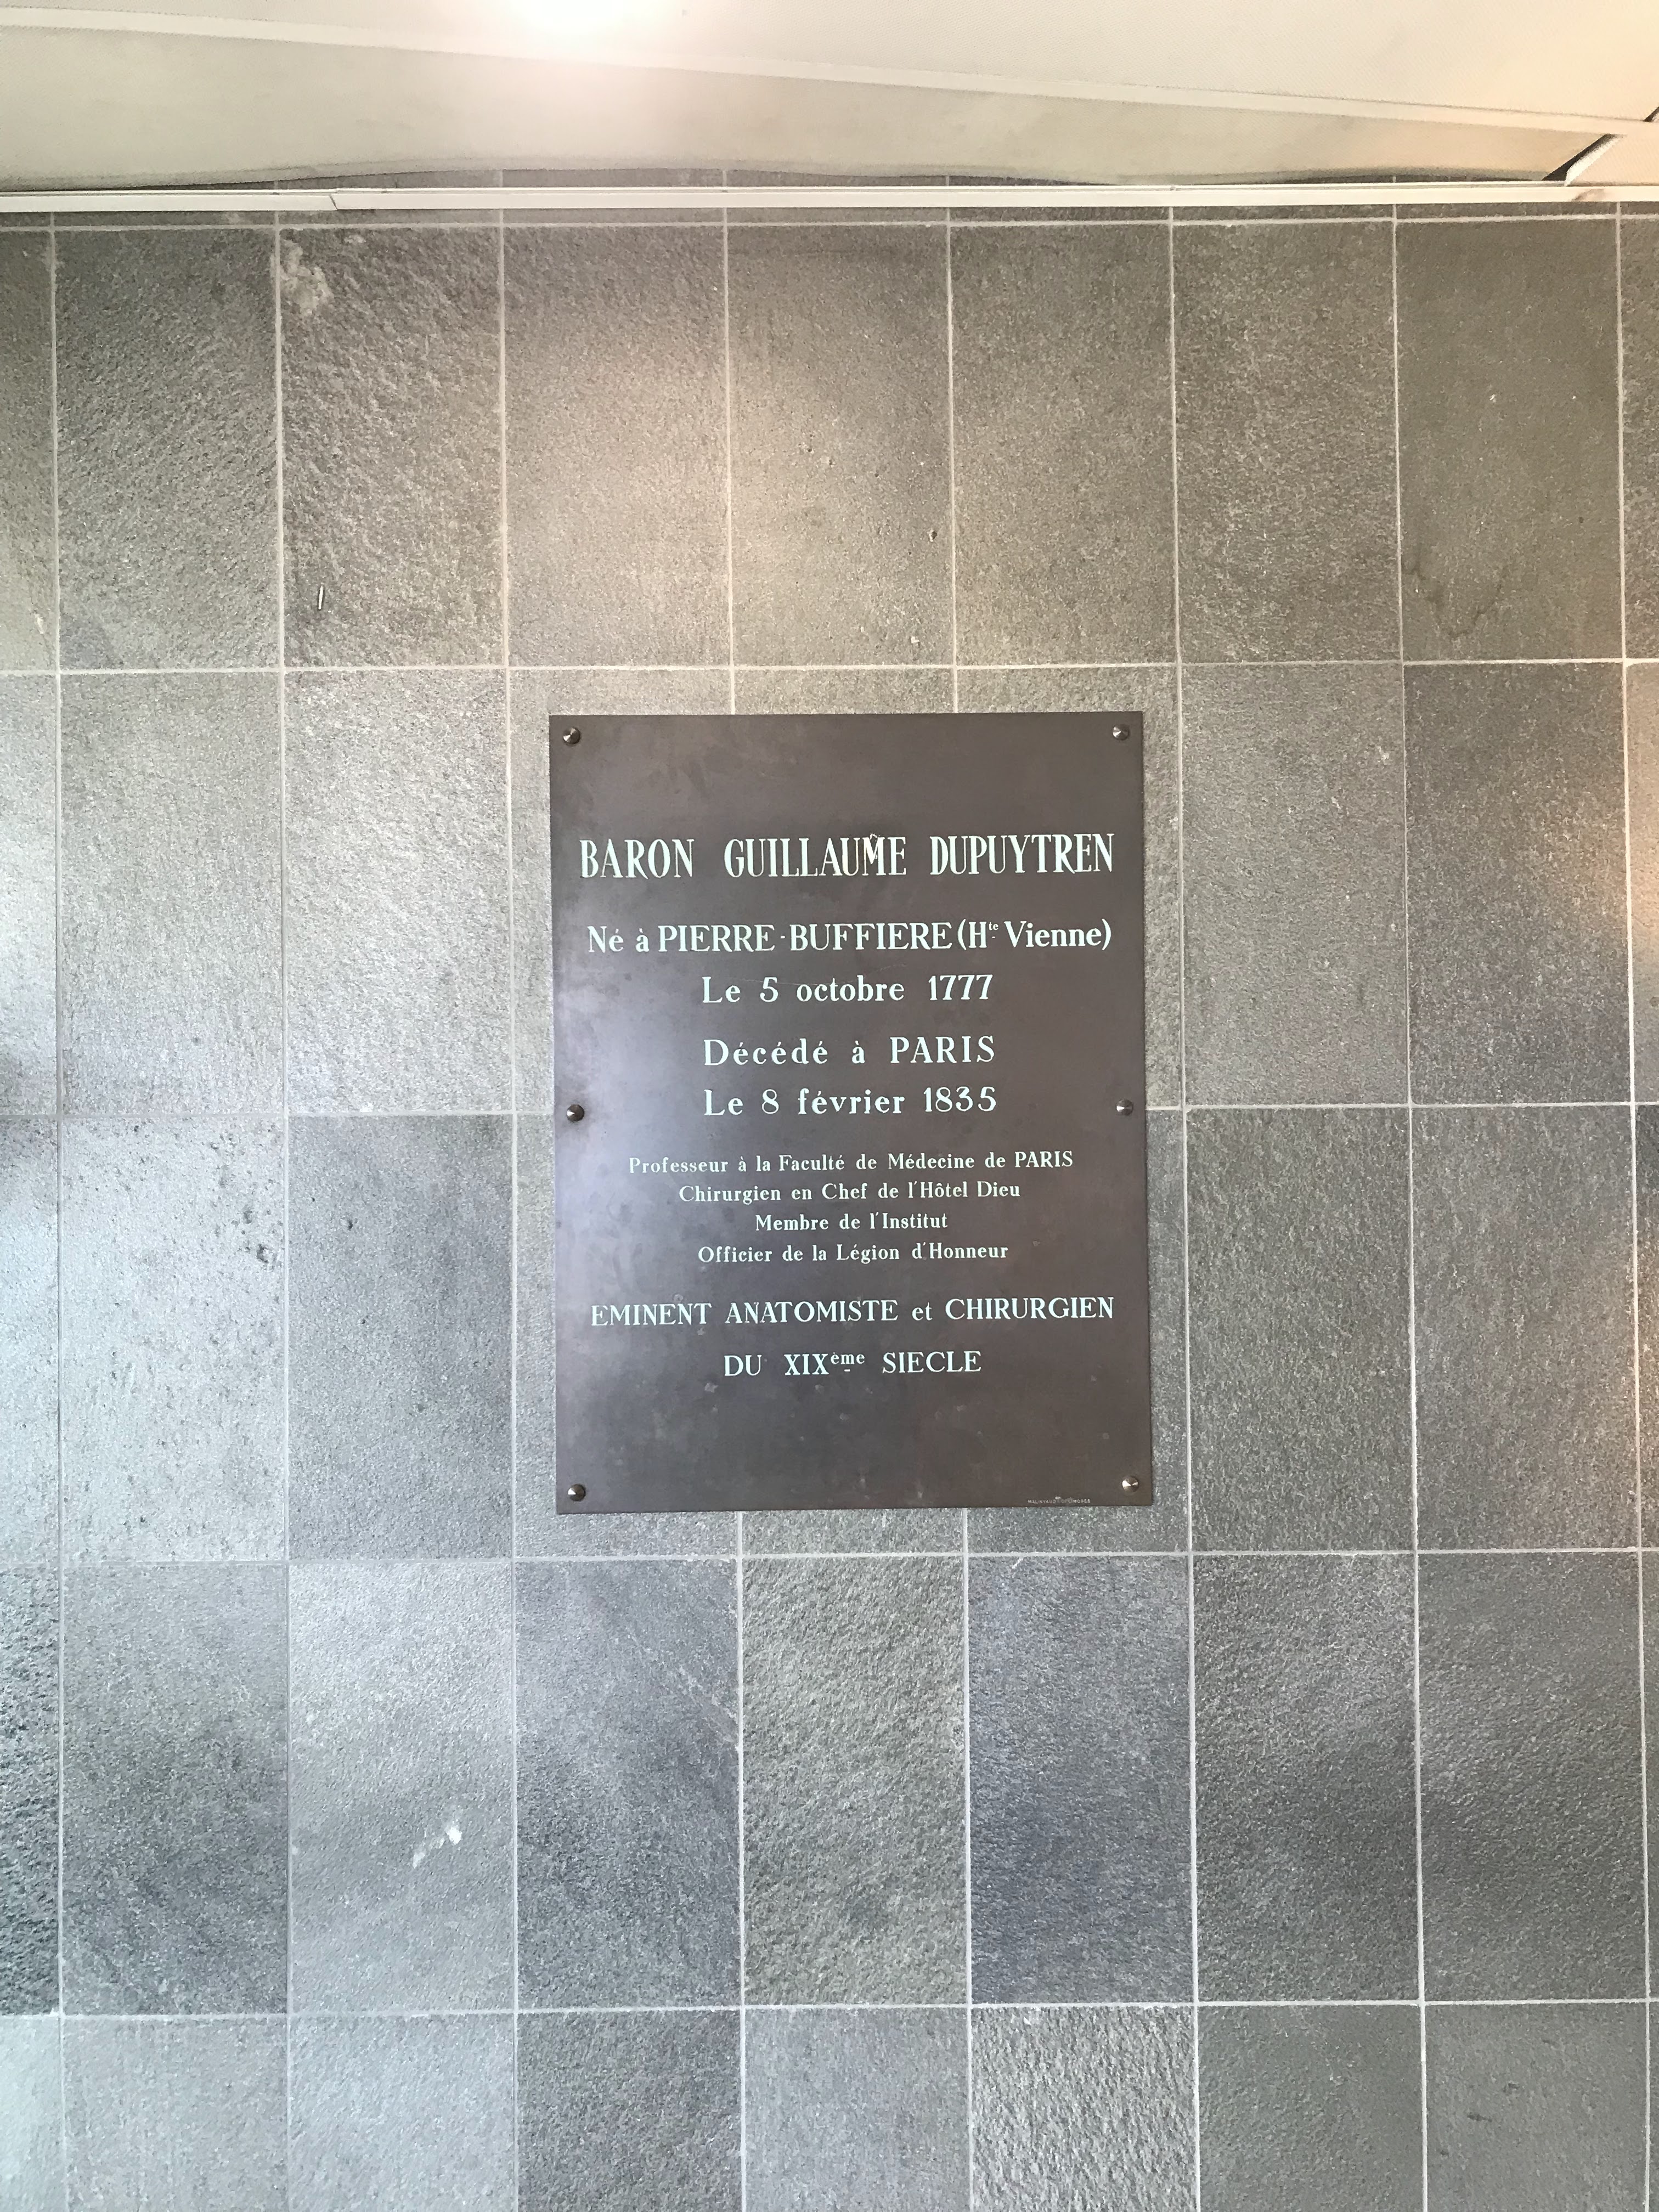 BARON GUILLAUME DUPUYTREN
Né à PIERRE-BUFFIERE (Hte Vienne)
Le 5 octobre 1777
Décédé à PARIS
Le 8 février 1835
Professeur à la Faculté de Médecine de PARIS
Chirurgien en Chef de l'Hôtel Dieu
Membre de l'Institut
Officier de la Légion d'Honneur
EMINENT ANATOMISTE et CHIRURGIEN
DU XIXème SIECLE